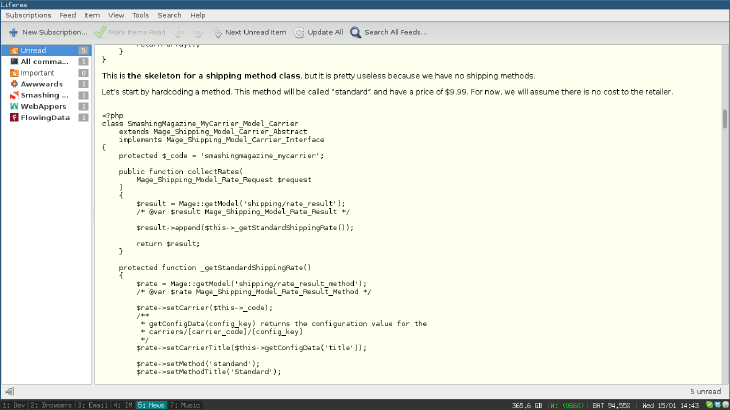 Liferea
Subscriptions Feed Item View Tools Search Help
New Subscription... Mark Items Read Next Unread Item Update All Search All Feeds...
Unread 5
All comma... 1
Important 0
Awwwards 1
Smashing ... 1
WebAppers 1
FlowingData 1
return array();
}
}
This is the skeleton for a shipping method class, but it is pretty useless because we have no shipping methods.
Let's start by hardcoding a method. This method will be called "standard" and have a price of $9.99. For now, we will assume there is no cost to the retailer.
<?php
class SmashingMagazine_MyCarrier_Model_Carrier
extends Mage_Shipping_Model_Carrier_Abstract
implements Mage_Shipping_Model_Carrier_Interface
{
protected $_code = 'smashingmagazine_mycarrier';
public function collectRates(
Mage_Shipping_Model_Rate_Request $request
)
{
$result = Mage::getModel('shipping/rate_result');
/* @var $result Mage_Shipping_Model_Rate_Result */
$result->append($this->_getStandardShippingRate());
return $result;
}
protected function _getStandardShippingRate()
{
$rate = Mage::getModel('shipping/rate_result_method');
/* @var $rate Mage_Shipping_Model_Rate_Result_Method */
$rate->setCarrier($this->_code);
/**
* getConfigData(config_key) returns the configuration value for the
* carriers/[carrier_code]/[config_key]
*/
$rate->setCarrierTitle($this->getConfigData('title'));
$rate->setMethod('standard');
$rate->setMethodTitle('Standard');
5 unread
1: Dev 2: Browsers 3: Email 4: IM 5: News 7: Music 365,6 GB W: (066%) BAT 94,55% Wed 15/01 14:43